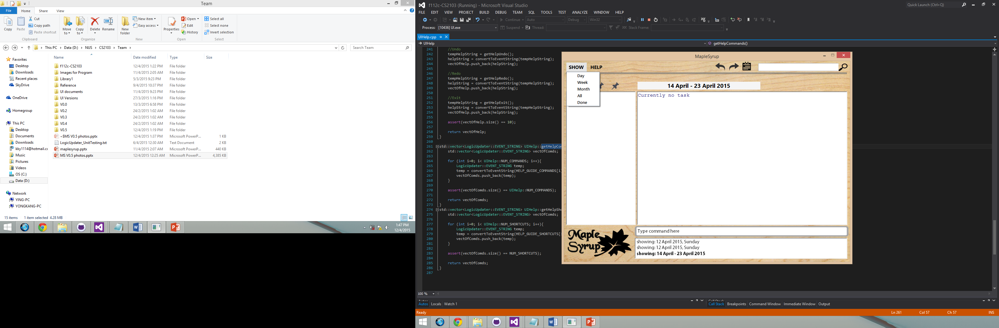 Team
File Home Share View
Copy
Paste
Cut
Copy path
Paste shortcut
Clipboard
Move to
Copy to
Delete
Rename
Organize
New folder
New item
Easy access
New
Properties
Open
Edit
History
Open
Select all
Select none
Invert selection
Select
This PC Data (D:) NUS CS2103 Team
Search Team
Favorites
Desktop
Downloads
Recent places
SkyDrive
OneDrive
Homegroup
This PC
Desktop
Documents
Downloads
kky1114@hotmail.co
Music
Pictures
Videos
OS (C:)
Data (D:)
Network
YING-PC
YONGKANG-PC
Name Date modified Type Size
f112c-CS2103 12/4/2015 1:22 PM File folder
Images for Program 11/4/2015 2:05 AM File folder
Library1 5/3/2015 9:23 PM File folder
Reference 9/4/2015 10:37 PM File folder
UI documents 11/4/2015 9:23 PM File folder
UI Versions 27/3/2015 1:16 PM File folder
V0.0 13/3/2015 6:58 PM File folder
V0.2 24/2/2015 1:02 AM File folder
V0.3 24/2/2015 1:02 AM File folder
V0.4 24/2/2015 1:02 AM File folder
V0.5 12/4/2015 1:19 PM File folder
~$MS V0.5 photos.pptx 12/4/2015 1:37 PM Microsoft PowerP... 1 KB
LogicUpdater_UnitTesting.txt 6/4/2015 12:30 AM Text Document 2 KB
maplesyrup.pptx 11/4/2015 2:07 AM Microsoft PowerP... 440 KB
MS V0.5 photos.pptx 12/4/2015 12:25 AM Microsoft PowerP... 4,385 KB
15 items 1 item selected 4.28 MB
1:47 PM
12/4/2015
f112c-CS2103 (Running) - Microsoft Visual Studio
Quick Launch (Ctrl+Q)
FILE EDIT VIEW PROJECT BUILD DEBUG TEAM SQL TOOLS TEST ANALYZE WINDOW HELP
Continue Auto Debug Win32
Process: [10436] UI.exe Suspend Thread: Stack Frame:
UIHelp.cpp
UIHelp getHelpCommands()
241 //Undo
242 tempHelpString = getHelpUndo();
243 helpString = convertToEventString(tempHelpString);
244 vectOfHelp.push_back(helpString);
245
246 //Redo
247 tempHelpString = getHelpRedo();
248 helpString = convertToEventString(tempHelpString);
249 vectOfHelp.push_back(helpString);
250
251 //Exit
252 tempHelpString = getHelpExit();
253 helpString = convertToEventString(tempHelpString);
254 vectOfHelp.push_back(helpString);
255
256 assert(vectOfHelp.size() == 10);
257
258 return vectOfHelp;
259 }
260
261 std::vector<LogicUpdater::EVENT_STRING> UIHelp::getHelpCom
262 std::vector<LogicUpdater::EVENT_STRING> vectOfComds;
263
264 for (int i=0; i< UIHelp::NUM_COMMANDS; i++){
265 LogicUpdater::EVENT_STRING temp;
266 temp = convertToEventString(HELP_GUIDE_COMMANDS[i]
267 vectOfComds.push_back(temp);
268 }
269
270 assert(vectOfComds.size() == UIHelp::NUM_COMMANDS);
271
272 return vectOfComds;
273 }
274 std::vector<LogicUpdater::EVENT_STRING> UIHelp::getHelpSho
275 std::vector<LogicUpdater::EVENT_STRING> vectOfComds;
276
277 for (int i=0; i< UIHelp::NUM_SHORTCUTS; i++){
278 LogicUpdater::EVENT_STRING temp;
279 temp = convertToEventString(HELP_GUIDE_SHORTCUTS[
280 vectOfComds.push_back(temp);
281 }
282
283 assert(vectOfComds.size() == NUM_SHORTCUTS);
284
285 return vectOfComds;
286 }
287
100 %
Autos Locals Watch 1
Call Stack Breakpoints Command Window Immediate Window Output
Ready Ln 261 Col 57 Ch 57 INS
MapleSyrup
SHOW HELP
Day
Week
Month
All
Done
14 April - 23 April 2015
Currently no task
Maple
Syrup
Type command here
showing: 12 April 2015, Sunday
showing: 12 April 2015, Sunday
showing: 14 April - 23 April 2015